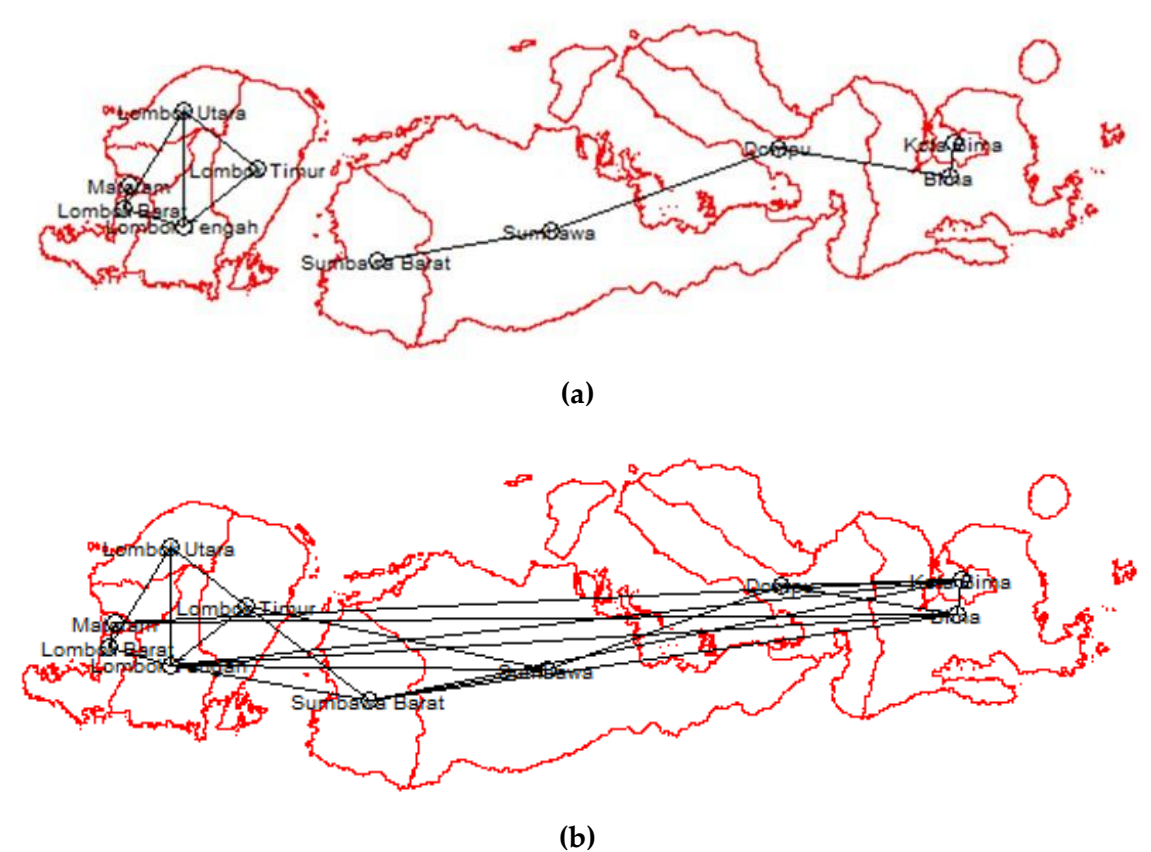 Lombok Utara
Lombok Timur
Mataram
Lombok Barat
Lombok Tengah
Sumbawa Barat
Sumbawa
Dompu
Kota Bima
Bima
(a)
Lombok Utara
Lombok Timur
Mataram
Lombok Barat
Lombok Tengah
Sumbawa Barat
Sumbawa
Dompu
Kota Bima
Bima
(b)